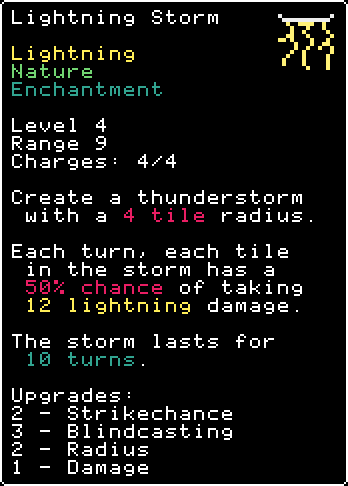 Lightning Storm
Lightning
Nature
Enchantment
Level 4
Range 9
Charges: 4/4
Create a thunderstorm
with a 4 tile radius.
Each turn, each tile
in the storm has a
50% chance of taking
12 lightning damage.
The storm lasts for
10 turns.
Upgrades:
2 - Strikechance
3 - Blindcasting
2 - Radius
1 - Damage